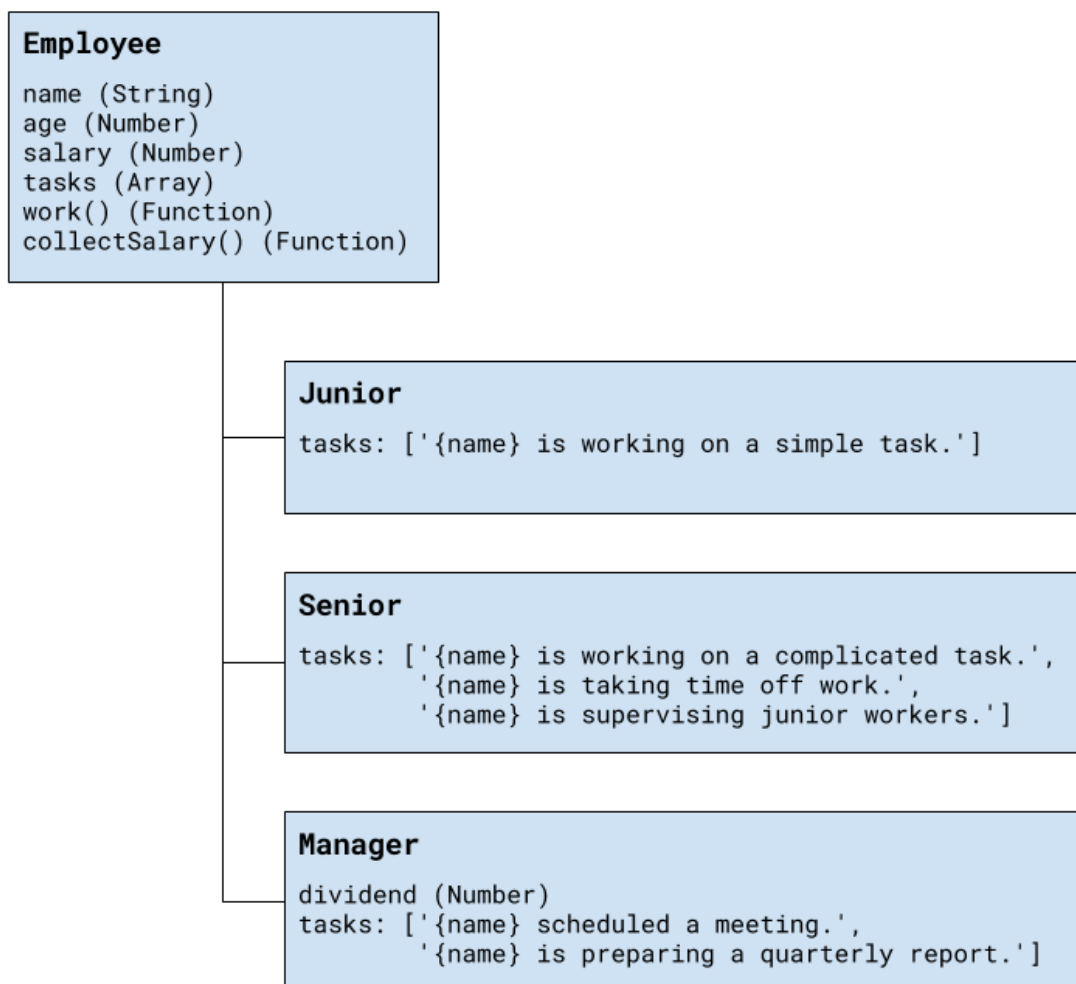 Employee
name (String)
age (Number)
salary (Number)
tasks (Array)
work() (Function)
collectSalary() (Function)
Junior
tasks: ['{name} is working on a simple task.']
Senior
tasks: ['{name} is working on a complicated task.',
'{name} is taking time off work.',
'{name} is supervising junior workers.']
Manager
dividend (Number)
tasks: ['{name} scheduled a meeting.',
'{name} is preparing a quarterly report.']